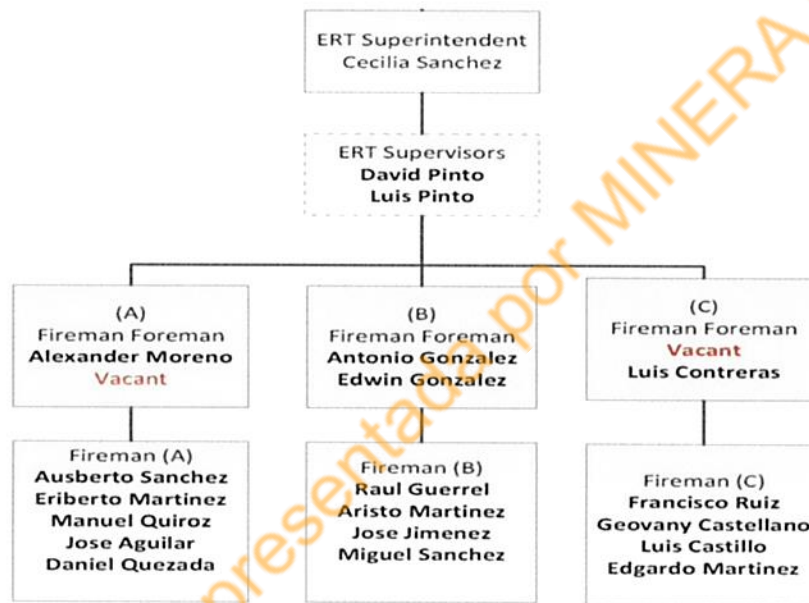 ERT Superintendent
Cecilia Sanchez
ERT Supervisors
David Pinto
Luis Pinto
(A)
Fireman Foreman
Alexander Moreno
Vacant
(B)
Fireman Foreman
Antonio Gonzalez
Edwin Gonzalez
(C)
Fireman Foreman
Vacant
Luis Contreras
Fireman (A)
Ausberto Sanchez
Eriberto Martinez
Manuel Quiroz
Jose Aguilar
Daniel Quezada
Fireman (B)
Raul Guerrel
Aristo Martinez
Jose Jimenez
Miguel Sanchez
Fireman (C)
Francisco Ruiz
Geovany Castellano
Luis Castillo
Edgardo Martinez
presentada por MINERA